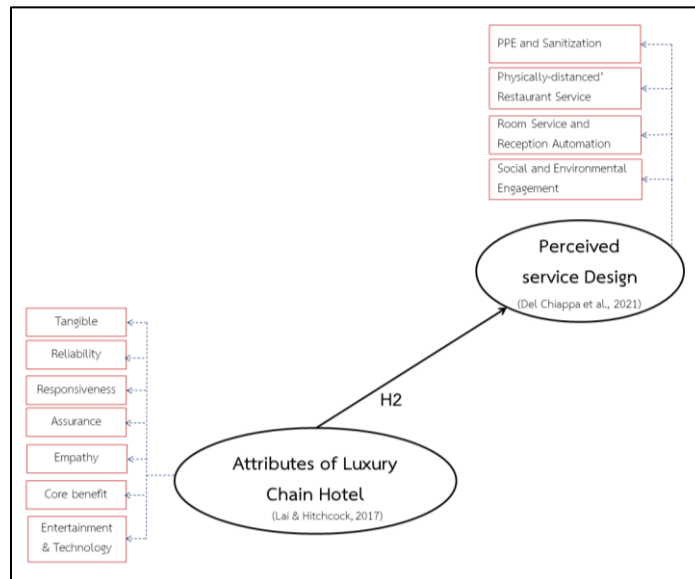 PPE and Sanitization
Physically-distanced'
Restaurant Service
Room Service and
Reception Automation
Social and Environmental
Engagement
Perceived
service Design
(Del Chiappa et al., 2021)
H2
Tangible
Reliability
Responsiveness
Assurance
Empathy
Core benefit
Entertainment
& Technology
Attributes of Luxury
Chain Hotel
(Lai & Hitchcock, 2017)